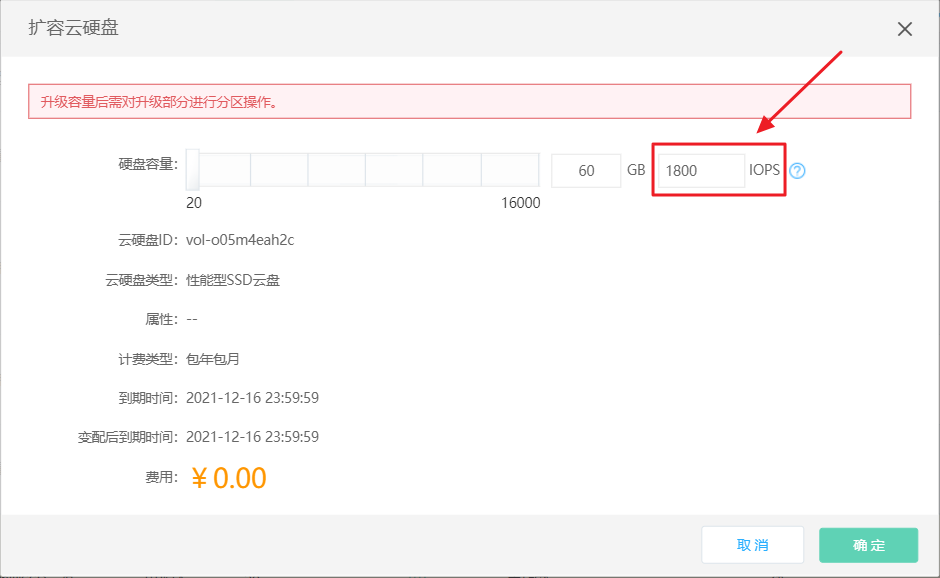 扩容云硬盘
升级容量后需对升级部分进行分区操作。
硬盘容量: 60 GB 1800 IOPS ?
20 16000
云硬盘ID: vol-o05m4eah2c
云硬盘类型: 性能型SSD云盘
属性: --
计费类型: 包年包月
到期时间: 2021-12-16 23:59:59
变配后到期时间: 2021-12-16 23:59:59
费用: ¥0.00
取消 确定